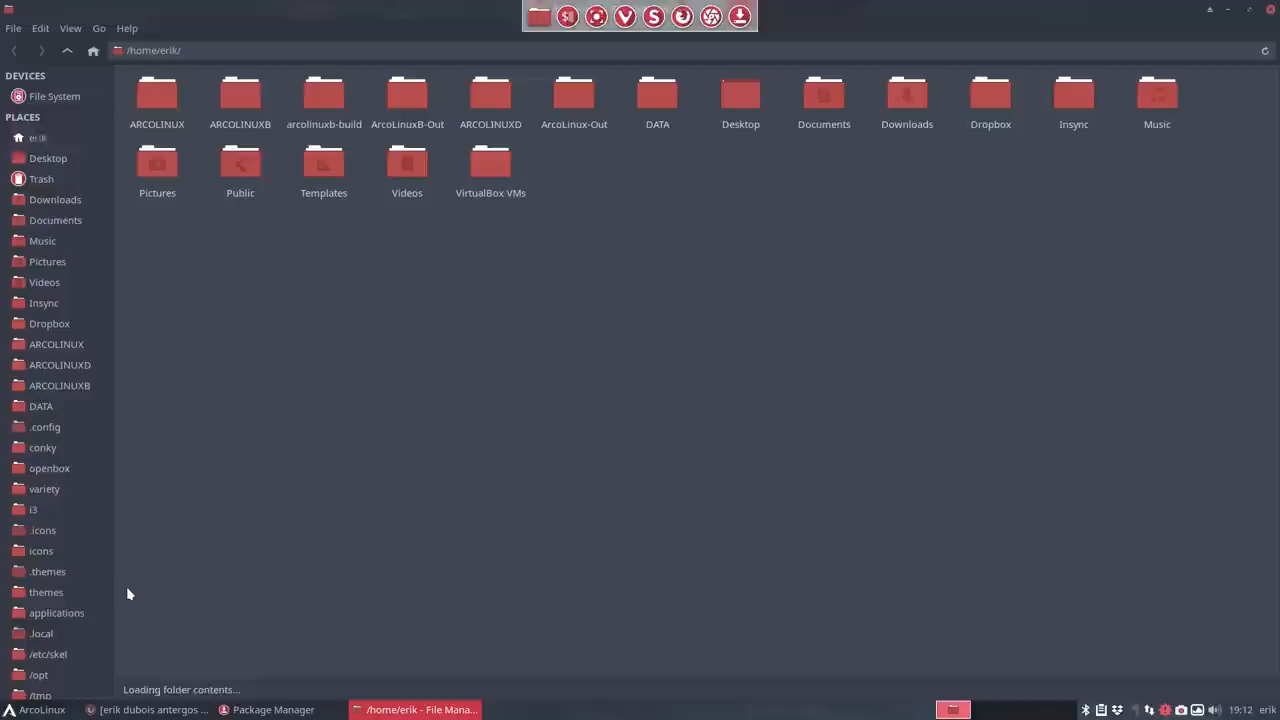 File Edit View Go Help
/home/erik/
DEVICES
File System
PLACES
erik
Desktop
Trash
Downloads
Documents
Music
Pictures
Videos
Insync
Dropbox
ARCOLINUX
ARCOLINUXD
ARCOLINUXB
DATA
.config
conky
openbox
variety
i3
.icons
icons
.themes
themes
applications
.local
/etc/skel
/opt
/tmp
ARCOLINUX ARCOLINUXB arcolinuxb-build ArcoLinuxB-Out ARCOLINUXD ArcoLinux-Out DATA Desktop Documents Downloads Dropbox Insync Music
Pictures Public Templates Videos VirtualBox VMs
Loading folder contents...
ArcoLinux [erik dubois antergos ... Package Manager /home/erik - File Mana... 19:12 erik